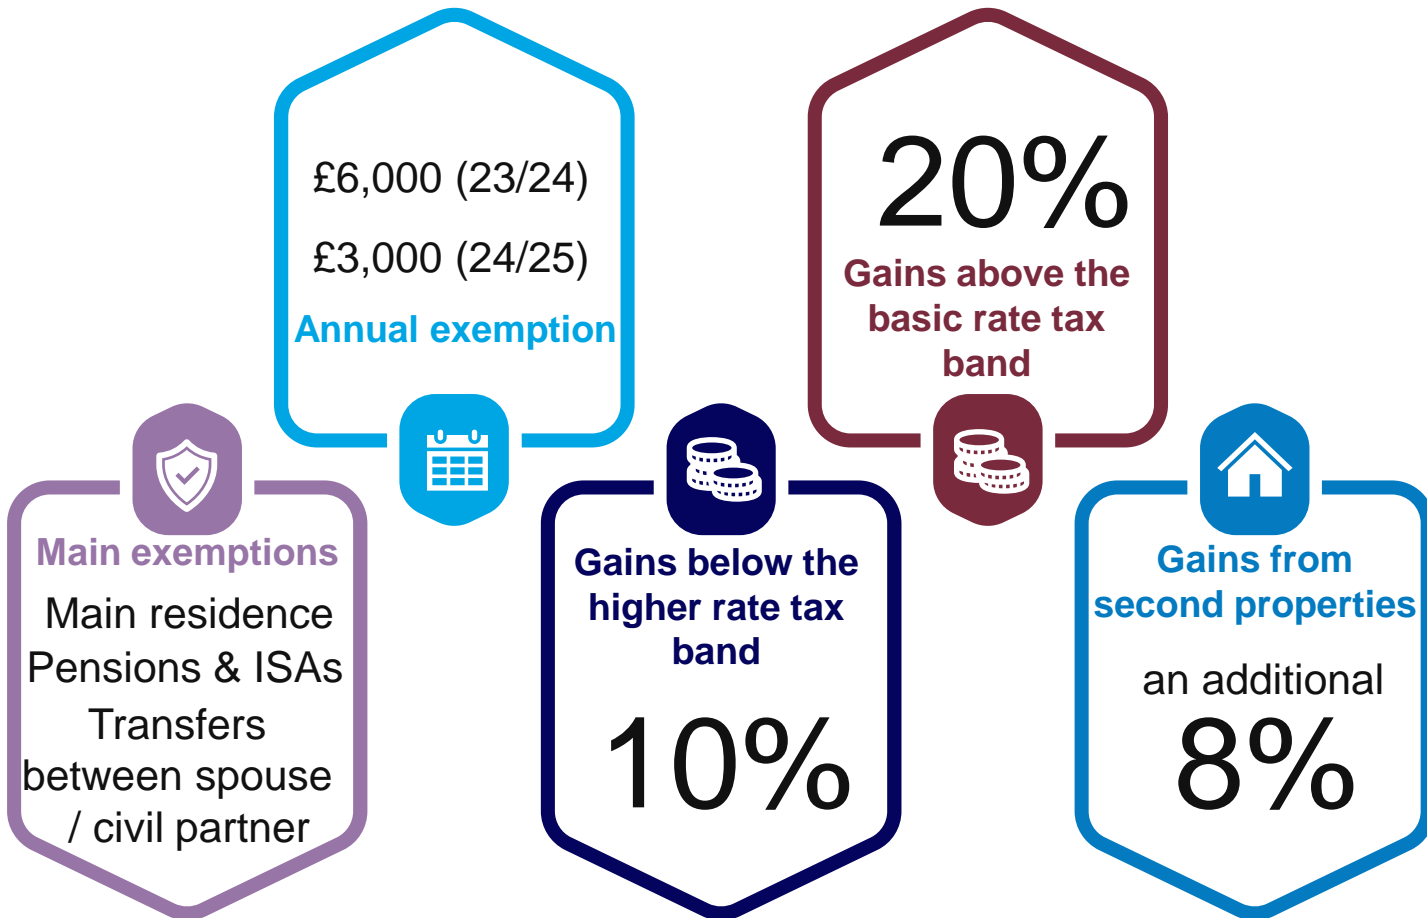 Main exemptions
Main residence
Pensions & ISAs
Transfers
between spouse
/ civil partner
£6,000 (23/24)
£3,000 (24/25)
Annual exemption
Gains below the
higher rate tax
band
10%
20%
Gains above the
basic rate tax
band
Gains from
second properties
an additional
8%